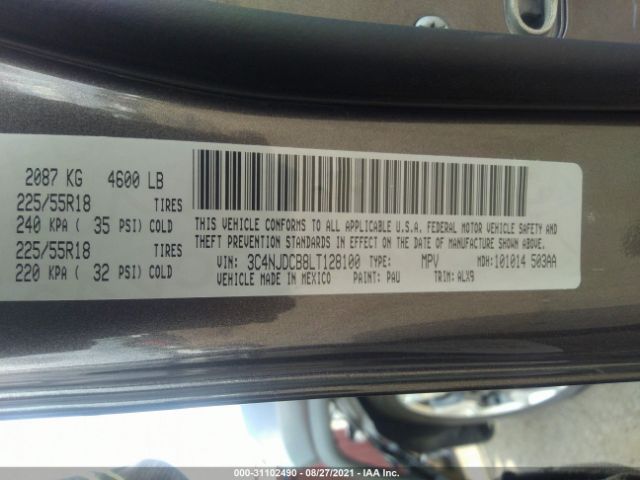 2087 KG 4600 LB
225/55R18 TIRES
240 KPA ( 35 PSI) COLD
225/55R18 TIRES
220 KPA ( 32 PSI) COLD
THIS VEHICLE CONFORMS TO ALL APPLICABLE U.S.A. FEDERAL MOTOR VEHICLE SAFETY AND
THEFT PREVENTION STANDARDS IN EFFECT ON THE DATE OF MANUFACTURE SHOWN ABOVE.
VIN: 3C4NJDCB8LT128100 TYPE: MPV MDH:101014 503AA
VEHICLE MADE IN MEXICO PAINT: PAU TRIM: ALX9
000-31102490 - 08/27/2021 - IAA Inc.